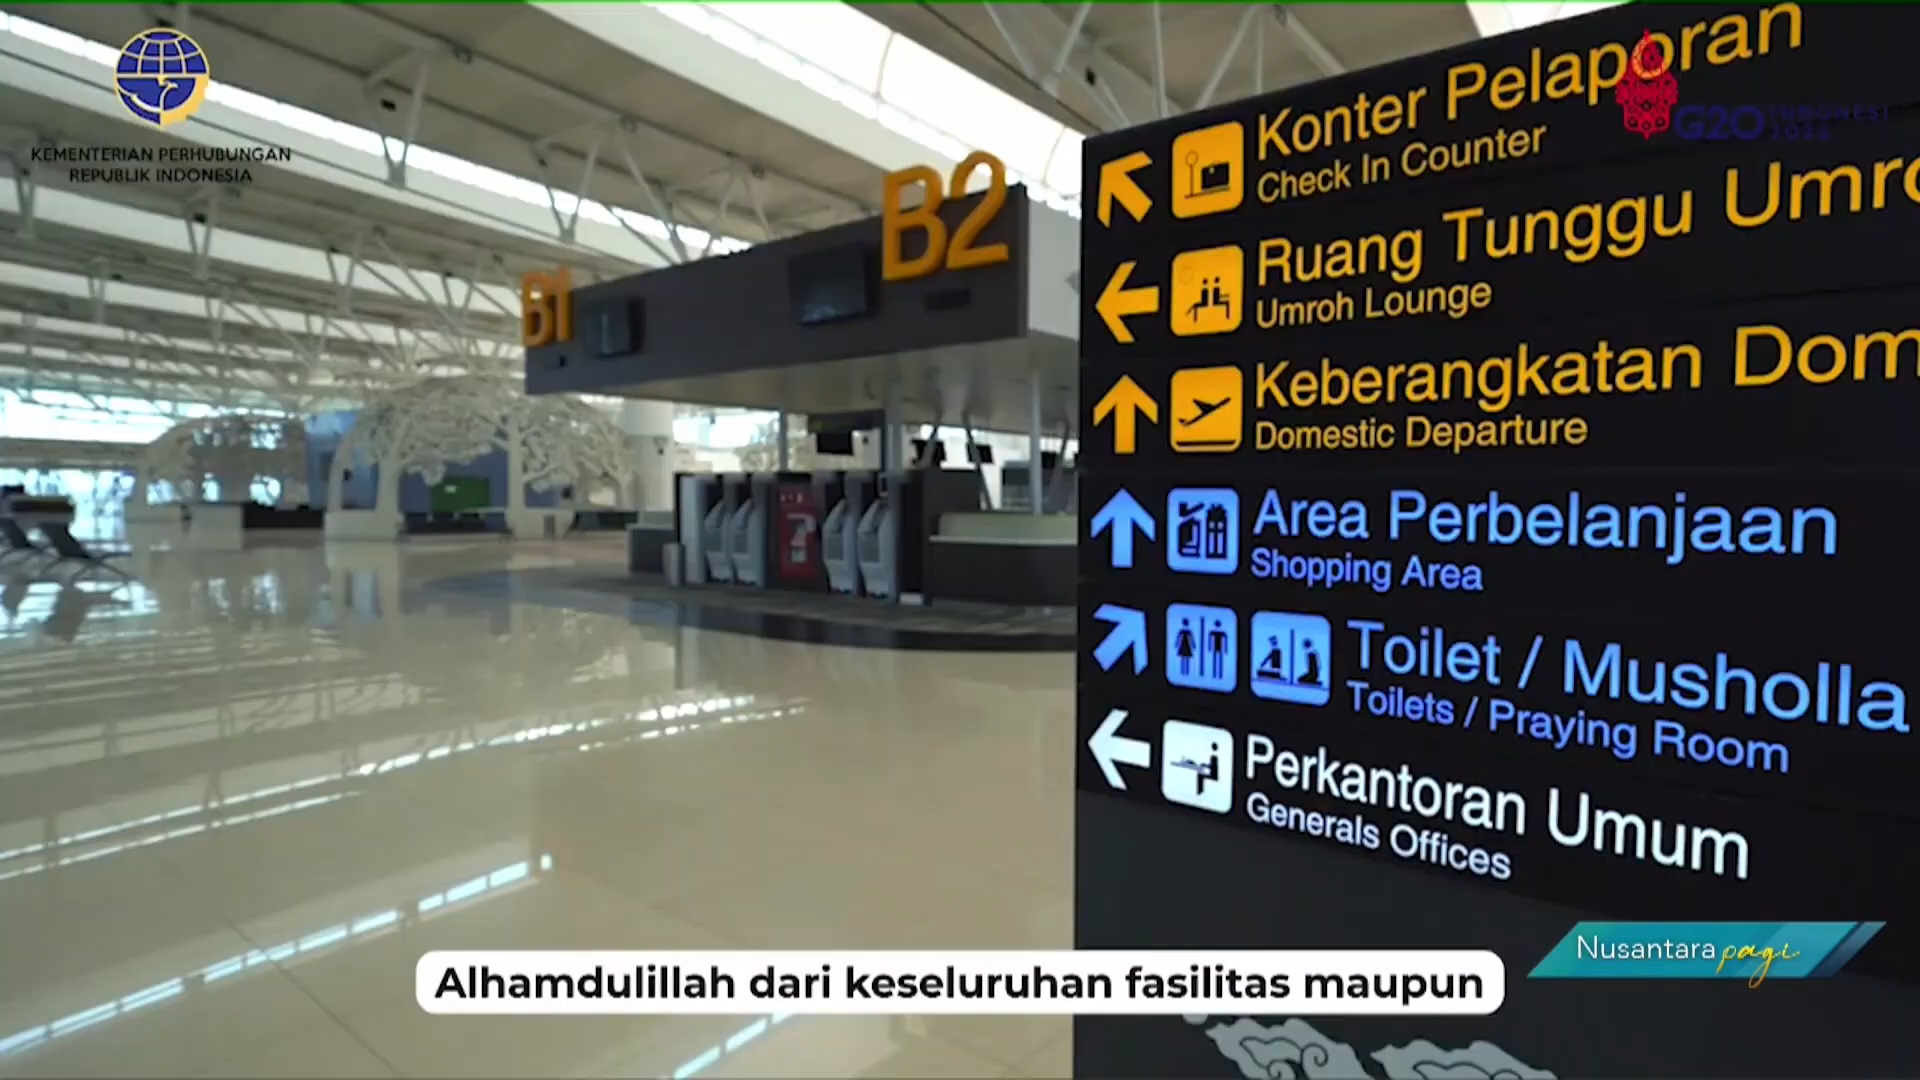 KEMENTERIAN PERHUBUNGAN
REPUBLIK INDONESIA
B1
B2
Konter Pelaporan
Check In Counter
Ruang Tunggu
Umroh Lounge
Keberangkatan
Domestic Departure
Area Perbelanjaan
Shopping Area
Toilet / Musholla
Toilets / Praying Room
Perkantoran Umum
Generals Offices
G20
Nusantara pagi
Alhamdulillah dari keseluruhan fasilitas maupun